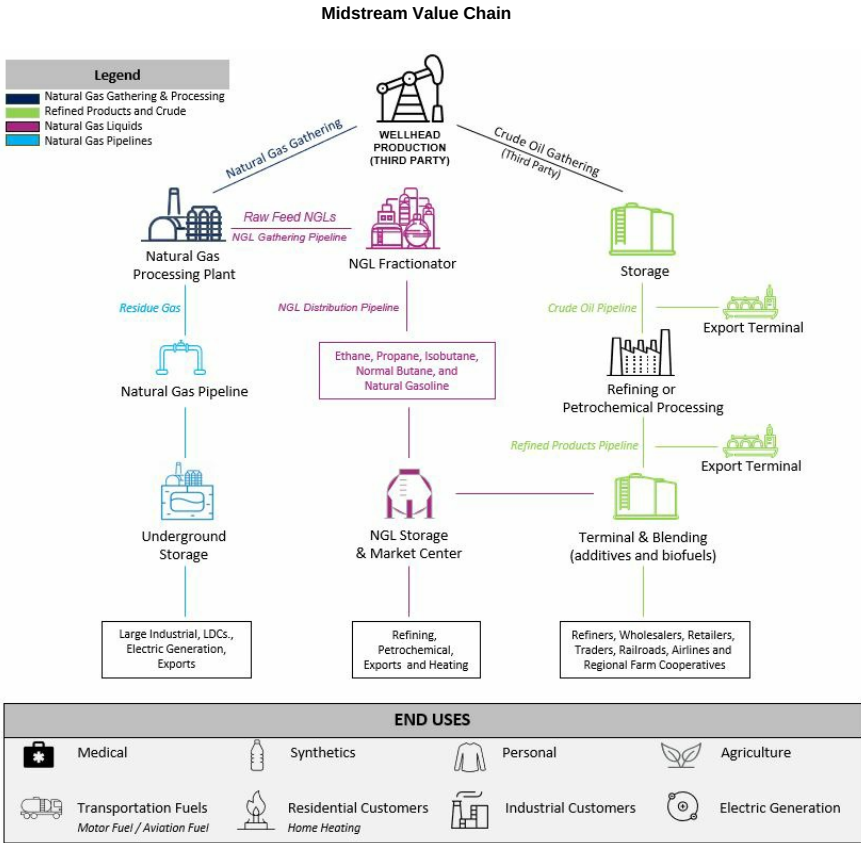 Midstream Value Chain
Legend
Natural Gas Gathering & Processing
Refined Products and Crude
Natural Gas Liquids
Natural Gas Pipelines
WELLHEAD
PRODUCTION
(THIRD PARTY)
Natural Gas Gathering
Crude Oil Gathering
(Third Party)
Natural Gas
Processing Plant
Raw Feed NGLs
NGL Gathering Pipeline
NGL Fractionator
Storage
Residue Gas
NGL Distribution Pipeline
Crude Oil Pipeline
Export Terminal
Natural Gas Pipeline
Ethane, Propane, Isobutane,
Normal Butane, and
Natural Gasoline
Refining or
Petrochemical Processing
Refined Products Pipeline
Export Terminal
Underground
Storage
NGL Storage
& Market Center
Terminal & Blending
(additives and biofuels)
Large Industrial, LDCs.,
Electric Generation,
Exports
Refining,
Petrochemical,
Exports and Heating
Refiners, Wholesalers, Retailers,
Traders, Railroads, Airlines and
Regional Farm Cooperatives
END USES
Medical
Synthetics
Personal
Agriculture
Transportation Fuels
Motor Fuel / Aviation Fuel
Residential Customers
Home Heating
Industrial Customers
Electric Generation